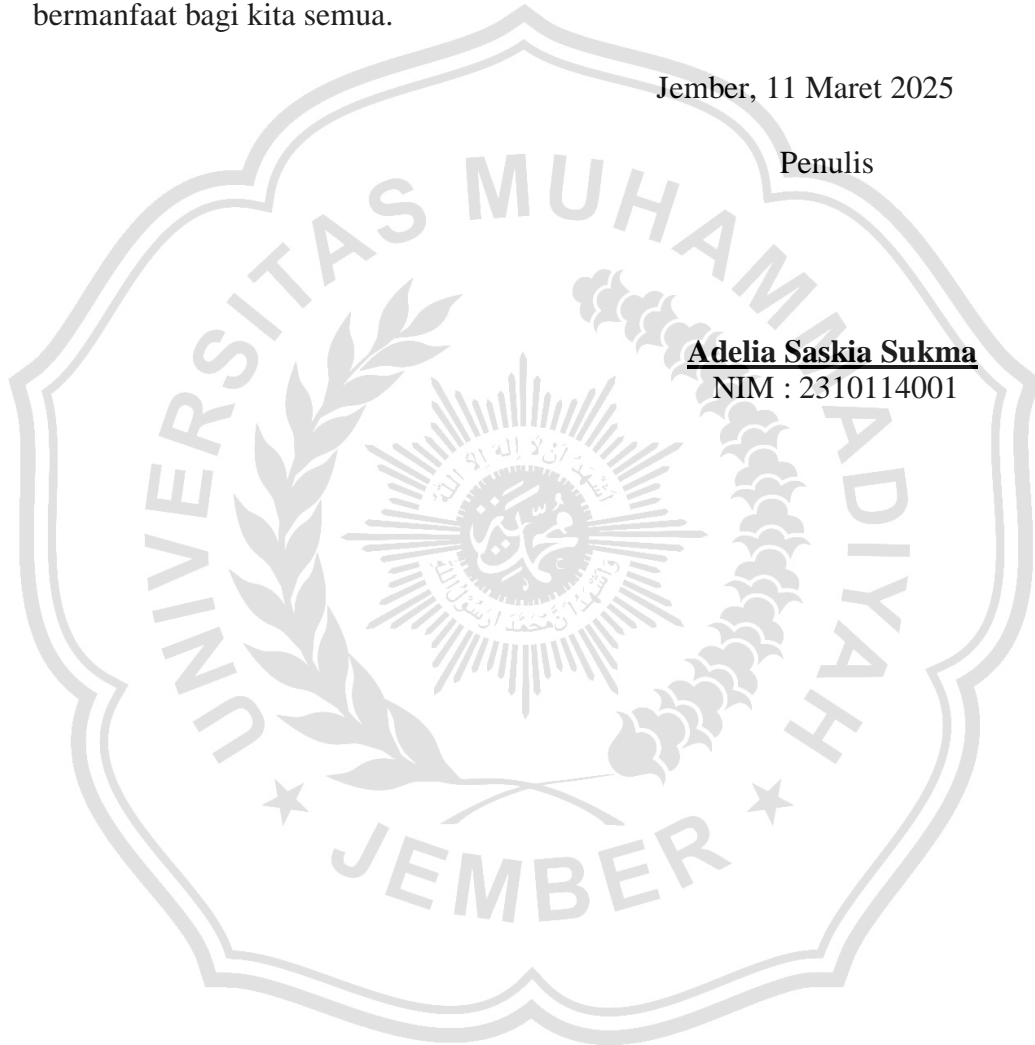 bermanfaat bagi kita semua.
Jember, 11 Maret 2025
Penulis
Adelia Saskia Sukma
NIM : 2310114001
UNIVERSITAS MUHAMMADIYAH
JEMBER